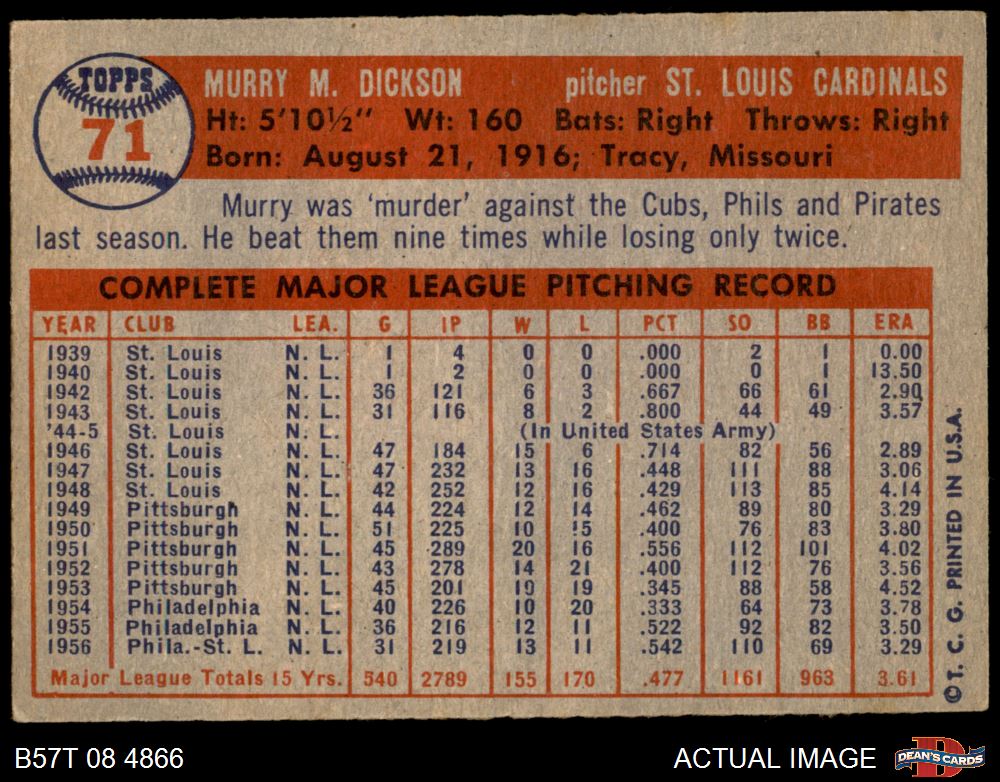 TOPPS
71
MURRY M. DICKSON pitcher ST. LOUIS CARDINALS
Ht: 5'10½" Wt: 160 Bats: Right Throws: Right
Born: August 21, 1916; Tracy, Missouri
Murry was 'murder' against the Cubs, Phils and Pirates
last season. He beat them nine times while losing only twice.
COMPLETE MAJOR LEAGUE PITCHING RECORD
YEAR CLUB LEA. G IP W L PCT SO BB ERA
1939 St. Louis N. L. 1 4 0 0 .000 2 1 0.00
1940 St. Louis N. L. 1 2 0 0 .000 0 1 13.50
1942 St. Louis N. L. 36 121 6 3 .667 66 61 2.90
1943 St. Louis N. L. 31 116 8 2 .800 44 49 3.57
'44-5 St. Louis N. L. (In United States Army)
1946 St. Louis N. L. 47 184 15 6 .714 82 56 2.89
1947 St. Louis N. L. 47 232 13 16 .448 111 88 3.06
1948 St. Louis N. L. 42 252 12 16 .429 113 85 4.14
1949 Pittsburgh N. L. 44 224 12 14 .462 89 80 3.29
1950 Pittsburgh N. L. 51 225 10 15 .400 76 83 3.80
1951 Pittsburgh N. L. 45 289 20 16 .556 112 101 4.02
1952 Pittsburgh N. L. 43 278 14 21 .400 112 76 3.56
1953 Pittsburgh N. L. 45 201 10 19 .345 88 58 4.52
1954 Philadelphia N. L. 40 226 10 20 .333 64 73 3.78
1955 Philadelphia N. L. 36 216 12 11 .522 92 82 3.50
1956 Phila.-St. L. N. L. 31 219 13 11 .542 110 69 3.29
Major League Totals 15 Yrs. 540 2789 155 170 .477 1161 963 3.61
© T. C. G. PRINTED IN U.S.A.
B57T 08 4866
ACTUAL IMAGE
DEAN'S CARDS